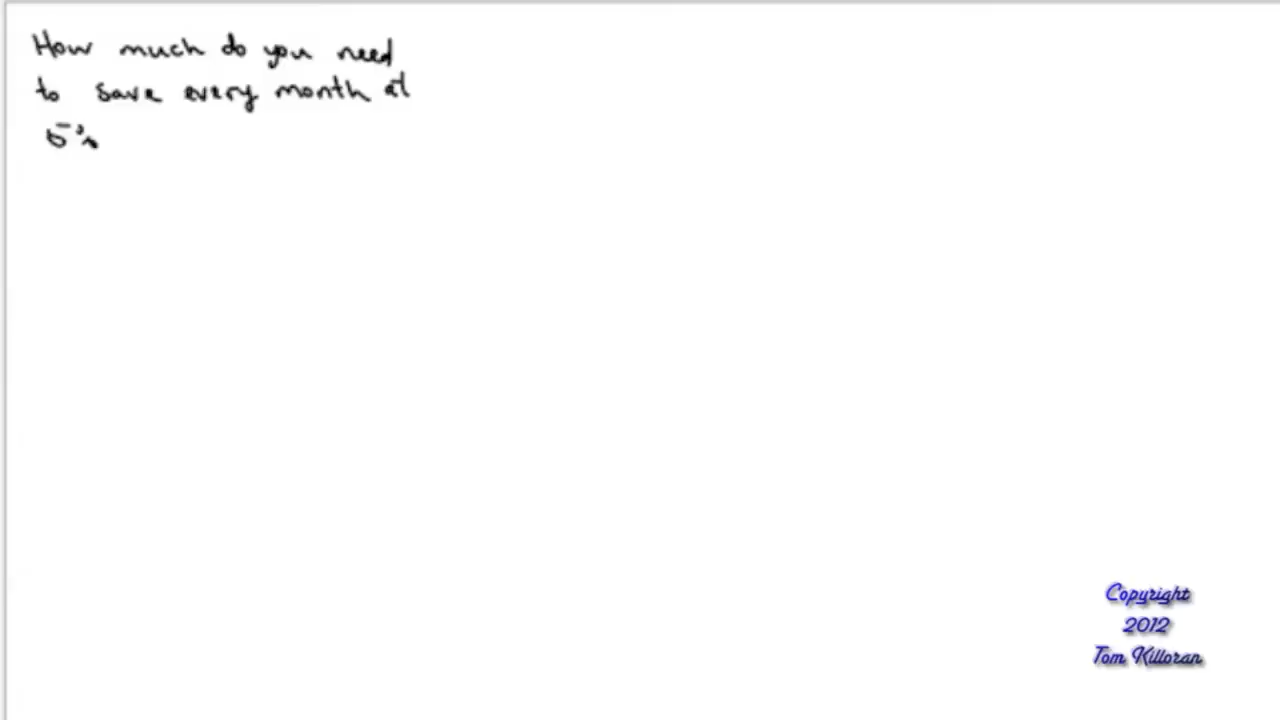 How much do you need
to save every month at
5%
Copyright
2012
Tom Killoran